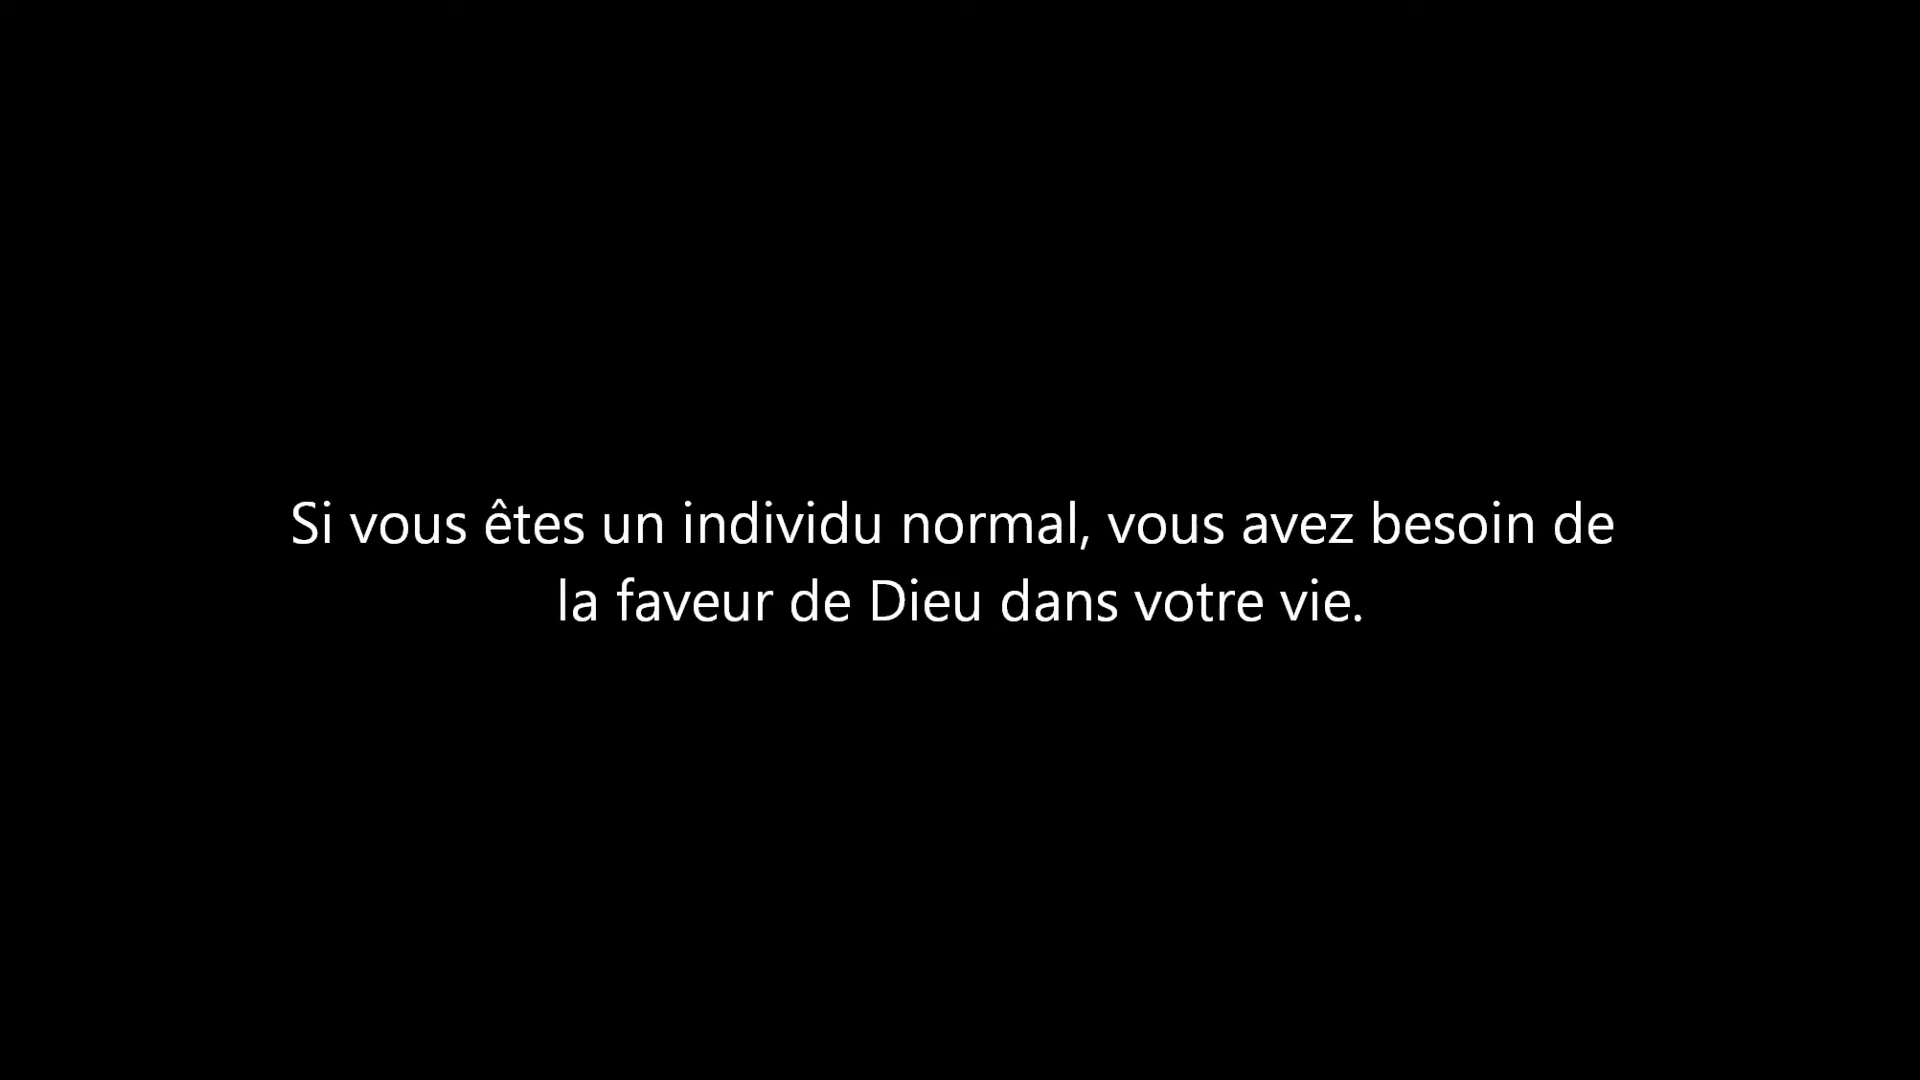 Si vous êtes un individu normal, vous avez besoin de
la faveur de Dieu dans votre vie.